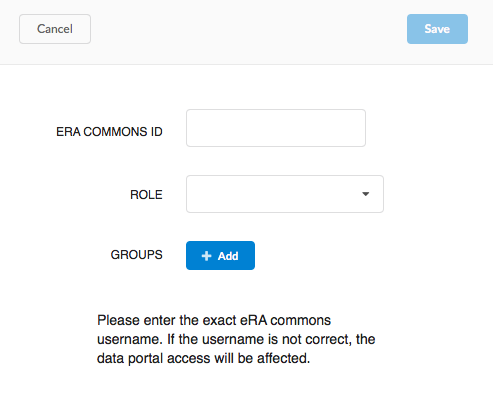 Cancel
Save
ERA COMMONS ID
ROLE
GROUPS
Add
Please enter the exact eRA commons
username. If the username is not correct, the
data portal access will be affected.